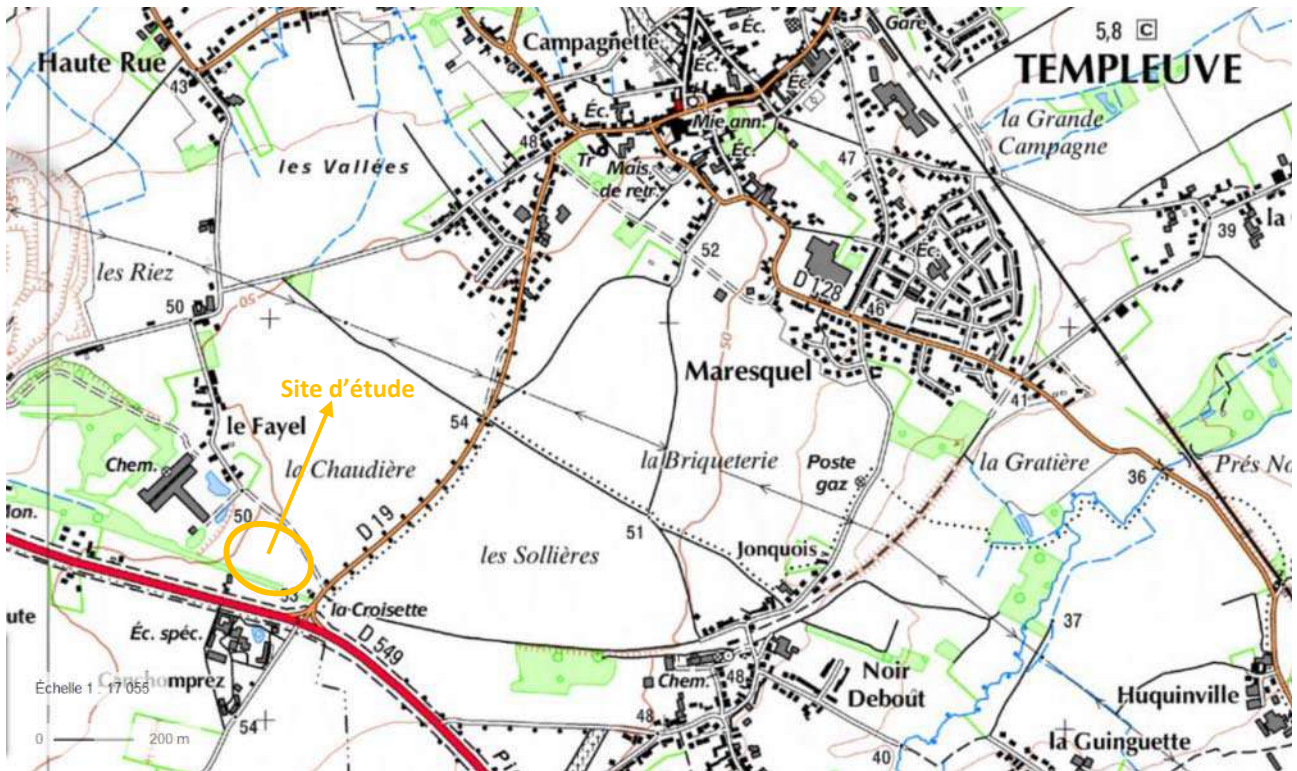 Haute Rue
43
Campagnette
Éc.
Éc.
Gare
5,8 C
TEMPLEUVE
la Grande
Campagne
les Vallées
48
Éc.
Mie ann.
Tr
Mais.
de retr.
Éc.
47
39
52
les Riez
50
50
D 128
Éc.
46
50
Maresquel
41
Site d'étude
le Fayel
54
la Chaudière
la Briqueterie
Poste
gaz
la Gratière
36
Prés
Chem.
50
D 19
les Sollières
51
Jonquois
37
53
la Croisette
Éc. spéc.
D 549
Échelle 1 : 17 055
0
200 m
54
Chem.
48
Noir
Debout
48
40
Huquinville
la Guinguette